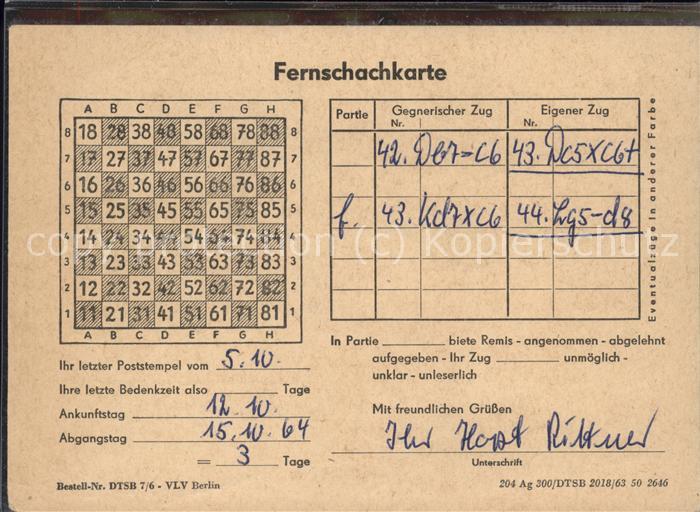 Fernschachkarte
A B C D E F G H
8 18 28 38 48 58 68 78 88 8
7 17 27 37 47 57 67 77 87 7
6 16 26 36 46 56 66 76 86 6
5 15 25 35 45 55 65 75 85 5
4 14 24 34 44 54 64 74 84 4
3 13 23 33 43 53 63 73 83 3
2 12 22 32 42 52 62 72 82 2
1 11 21 31 41 51 61 71 81 1
A B C D E F G H
Ihr letzter Poststempel vom 5.10.
Ihre letzte Bedenkzeit also Tage
Ankunftstag 12.10.
Abgangstag 15.10.64
= 3 Tage
Bestell-Nr. DTSB 7/6 - VLV Berlin
Partie Gegnerischer Zug Eigener Zug
Nr. Nr.
42. Db7-c6 43. Dc5xc6+
f. 43. Kd7xc6 44. Lg5-d8
Eventualzüge in anderer Farbe
In Partie biete Remis - angenommen - abgelehnt
aufgegeben - Ihr Zug unmöglich -
unklar - unleserlich
Mit freundlichen Grüßen
Ihr Horst Rittner
Unterschrift
204 Ag 300/DTSB 2018/63 50 2646
(c) Kopierschutz